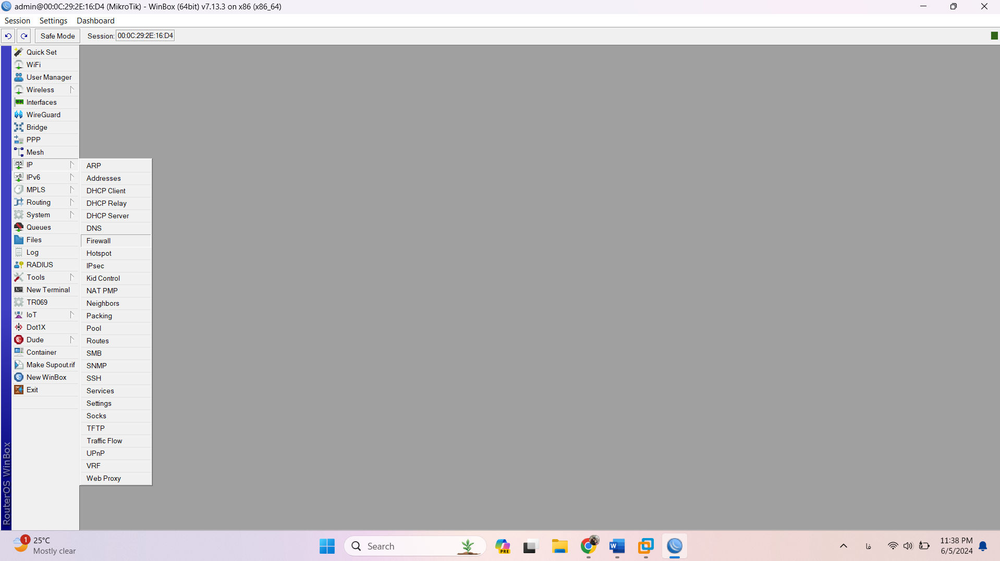 admin@00:0C:29:2E:16:D4 (MikroTik) - WinBox (64bit) v7.13.3 on x86 (x86_64)
Session Settings Dashboard
Safe Mode Session: 00:0C:29:2E:16:D4
Quick Set
WiFi
User Manager
Wireless
Interfaces
WireGuard
Bridge
PPP
Mesh
IP
IPv6
MPLS
Routing
System
Queues
Files
Log
RADIUS
Tools
New Terminal
TR069
IoT
Dot1X
Dude
Container
Make Supout.rif
New WinBox
Exit
ARP
Addresses
DHCP Client
DHCP Relay
DHCP Server
DNS
Firewall
Hotspot
IPsec
Kid Control
NAT PMP
Neighbors
Packing
Pool
Routes
SMB
SNMP
SSH
Services
Settings
Socks
TFTP
Traffic Flow
UPnP
VRF
Web Proxy
RouterOS WinBox
1
25°C
Mostly clear
Search
PRE
فا
11:38 PM
6/5/2024